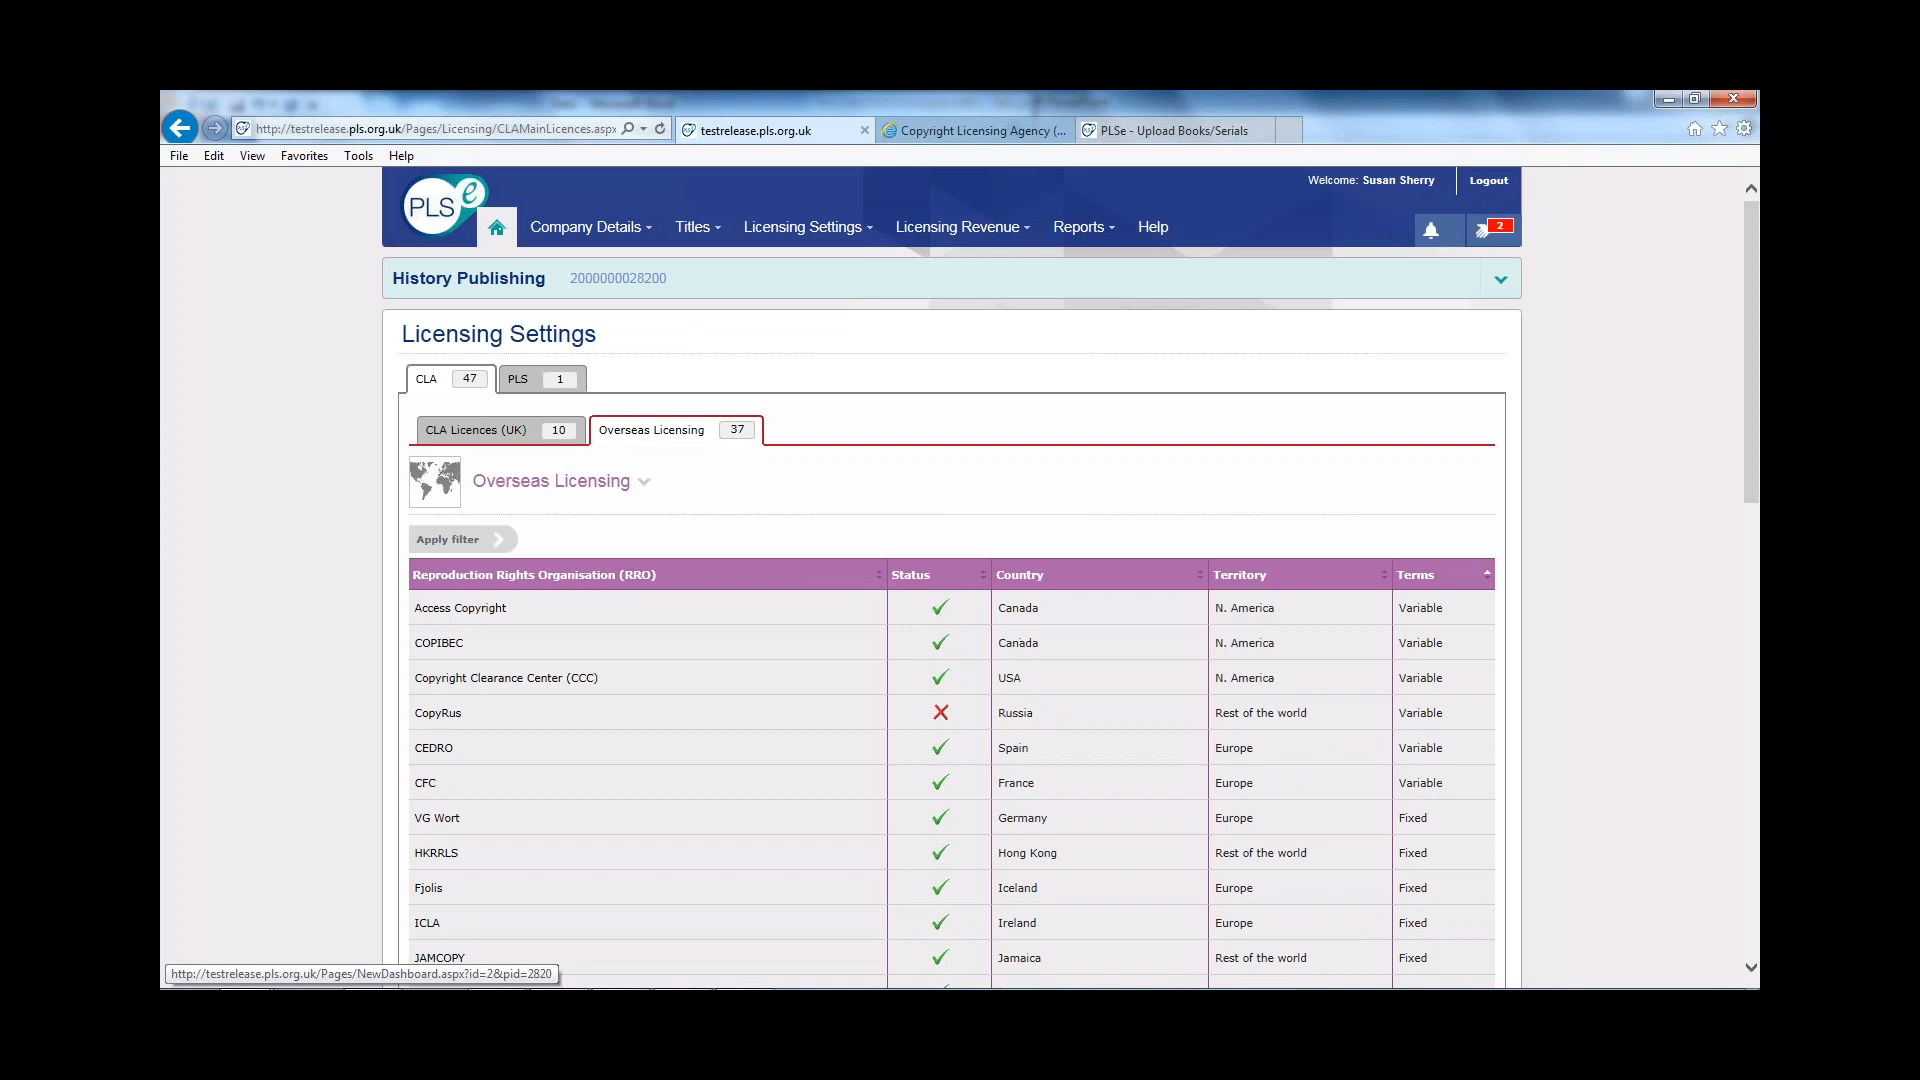 http://testrelease.pls.org.uk/Pages/Licensing/CLAMainLicences.aspx
testrelease.pls.org.uk
Copyright Licensing Agency (...
PLSe - Upload Books/Serials
File Edit View Favorites Tools Help
PLS e
Welcome: Susan Sherry
Logout
Company Details Titles Licensing Settings Licensing Revenue Reports Help
2
History Publishing 2000000028200
Licensing Settings
CLA 47 PLS 1
CLA Licences (UK) 10 Overseas Licensing 37
Overseas Licensing
Apply filter
Reproduction Rights Organisation (RRO) Status Country Territory Terms
Access Copyright Canada N. America Variable
COPIBEC Canada N. America Variable
Copyright Clearance Center (CCC) USA N. America Variable
CopyRus Russia Rest of the world Variable
CEDRO Spain Europe Variable
CFC France Europe Variable
VG Wort Germany Europe Fixed
HKRRLS Hong Kong Rest of the world Fixed
Fjolis Iceland Europe Fixed
ICLA Ireland Europe Fixed
JAMCOPY Jamaica Rest of the world Fixed
http://testrelease.pls.org.uk/Pages/NewDashboard.aspx?id=2&pid=2820